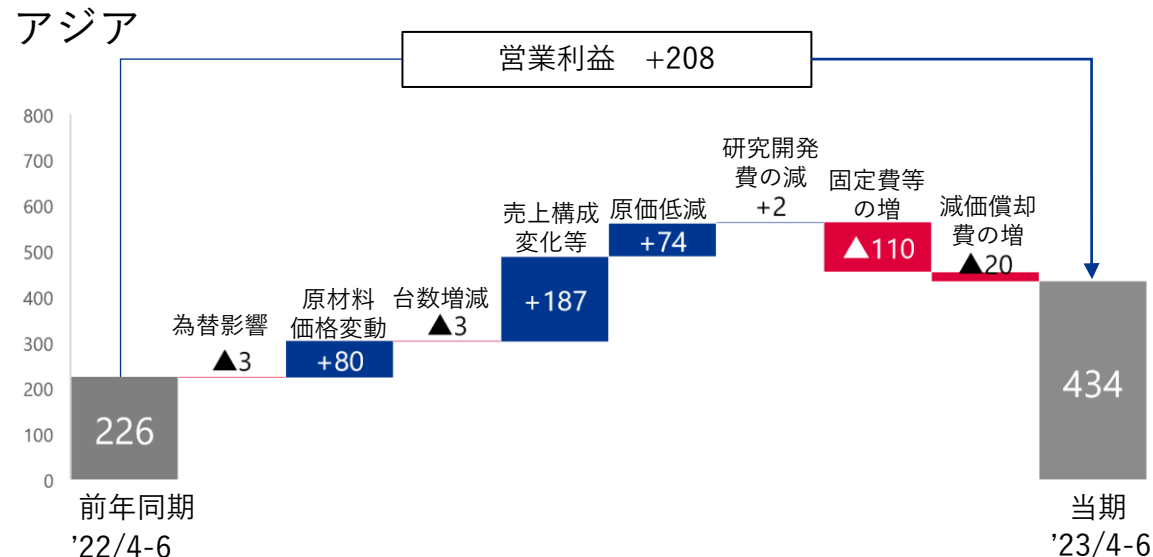 アジア
営業利益　+208
800
700
600
500
400
300
200
100
0
226
為替影響
▲3
原材料
価格変動
+80
台数増減
▲3
売上構成
変化等
+187
原価低減
+74
研究開発
費の減
+2
固定費等
の増
▲110
減価償却
費の増
▲20
434
前年同期
’22/4-6
当期
’23/4-6